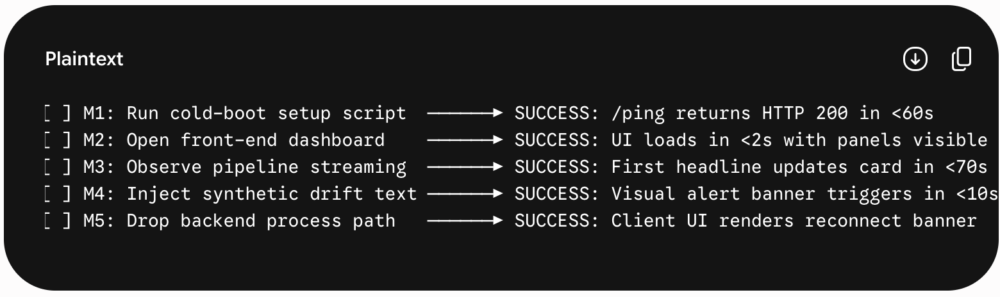 Plaintext
[ ] M1: Run cold-boot setup script ———————► SUCCESS: /ping returns HTTP 200 in <60s
[ ] M2: Open front-end dashboard ———————► SUCCESS: UI loads in <2s with panels visible
[ ] M3: Observe pipeline streaming ———————► SUCCESS: First headline updates card in <70s
[ ] M4: Inject synthetic drift text ———————► SUCCESS: Visual alert banner triggers in <10s
[ ] M5: Drop backend process path ———————► SUCCESS: Client UI renders reconnect banner